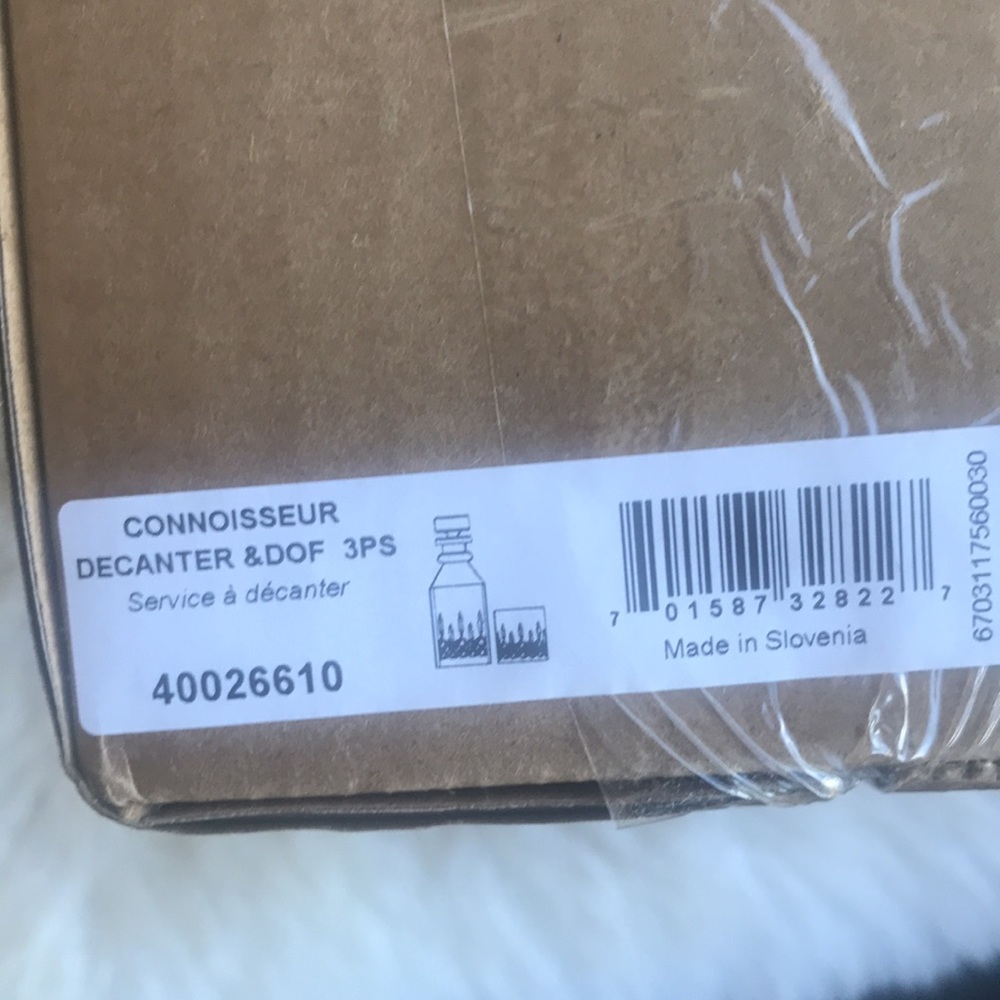 CONNOISSEUR
DECANTER &DOF 3PS
Service à décanter
40026610
7 01587 32822 7
Made in Slovenia
6703117560030